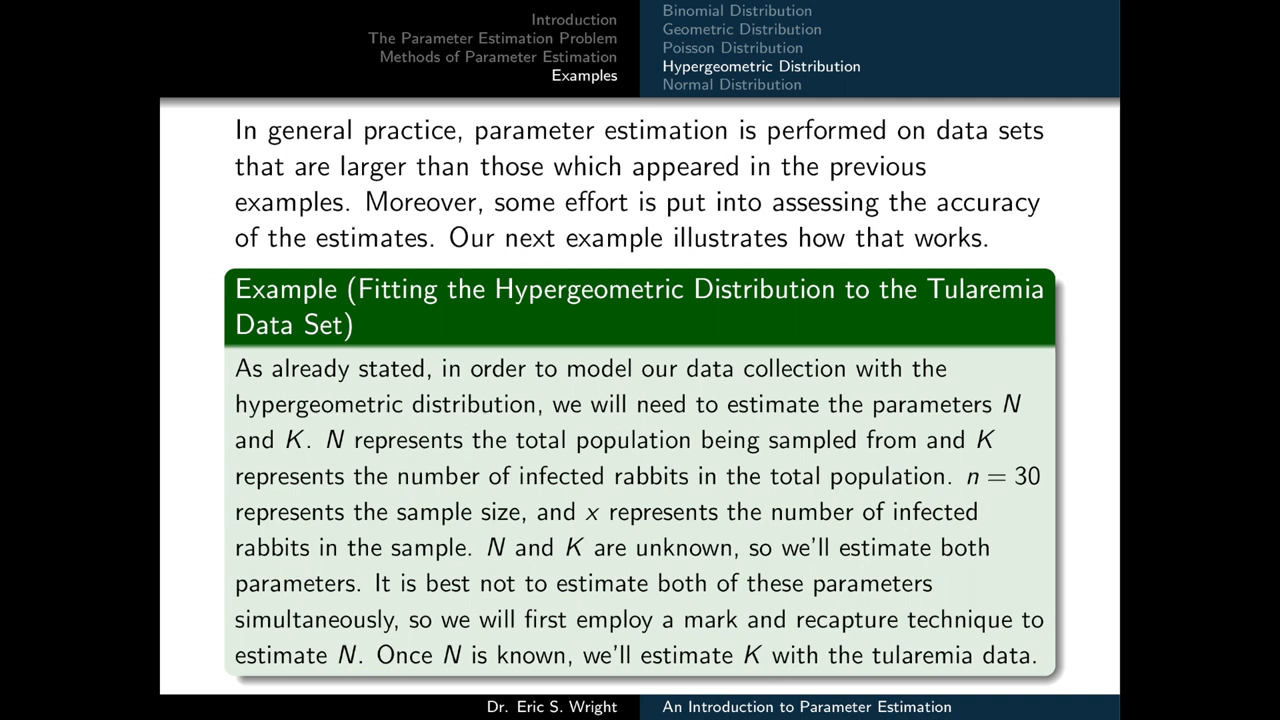 Introduction
The Parameter Estimation Problem
Methods of Parameter Estimation
Examples
Binomial Distribution
Geometric Distribution
Poisson Distribution
Hypergeometric Distribution
Normal Distribution
In general practice, parameter estimation is performed on data sets
that are larger than those which appeared in the previous
examples. Moreover, some effort is put into assessing the accuracy
of the estimates. Our next example illustrates how that works.
Example (Fitting the Hypergeometric Distribution to the Tularemia
Data Set)
As already stated, in order to model our data collection with the
hypergeometric distribution, we will need to estimate the parameters N
and K. N represents the total population being sampled from and K
represents the number of infected rabbits in the total population. n = 30
represents the sample size, and x represents the number of infected
rabbits in the sample. N and K are unknown, so we'll estimate both
parameters. It is best not to estimate both of these parameters
simultaneously, so we will first employ a mark and recapture technique to
estimate N. Once N is known, we'll estimate K with the tularemia data.
Dr. Eric S. Wright
An Introduction to Parameter Estimation